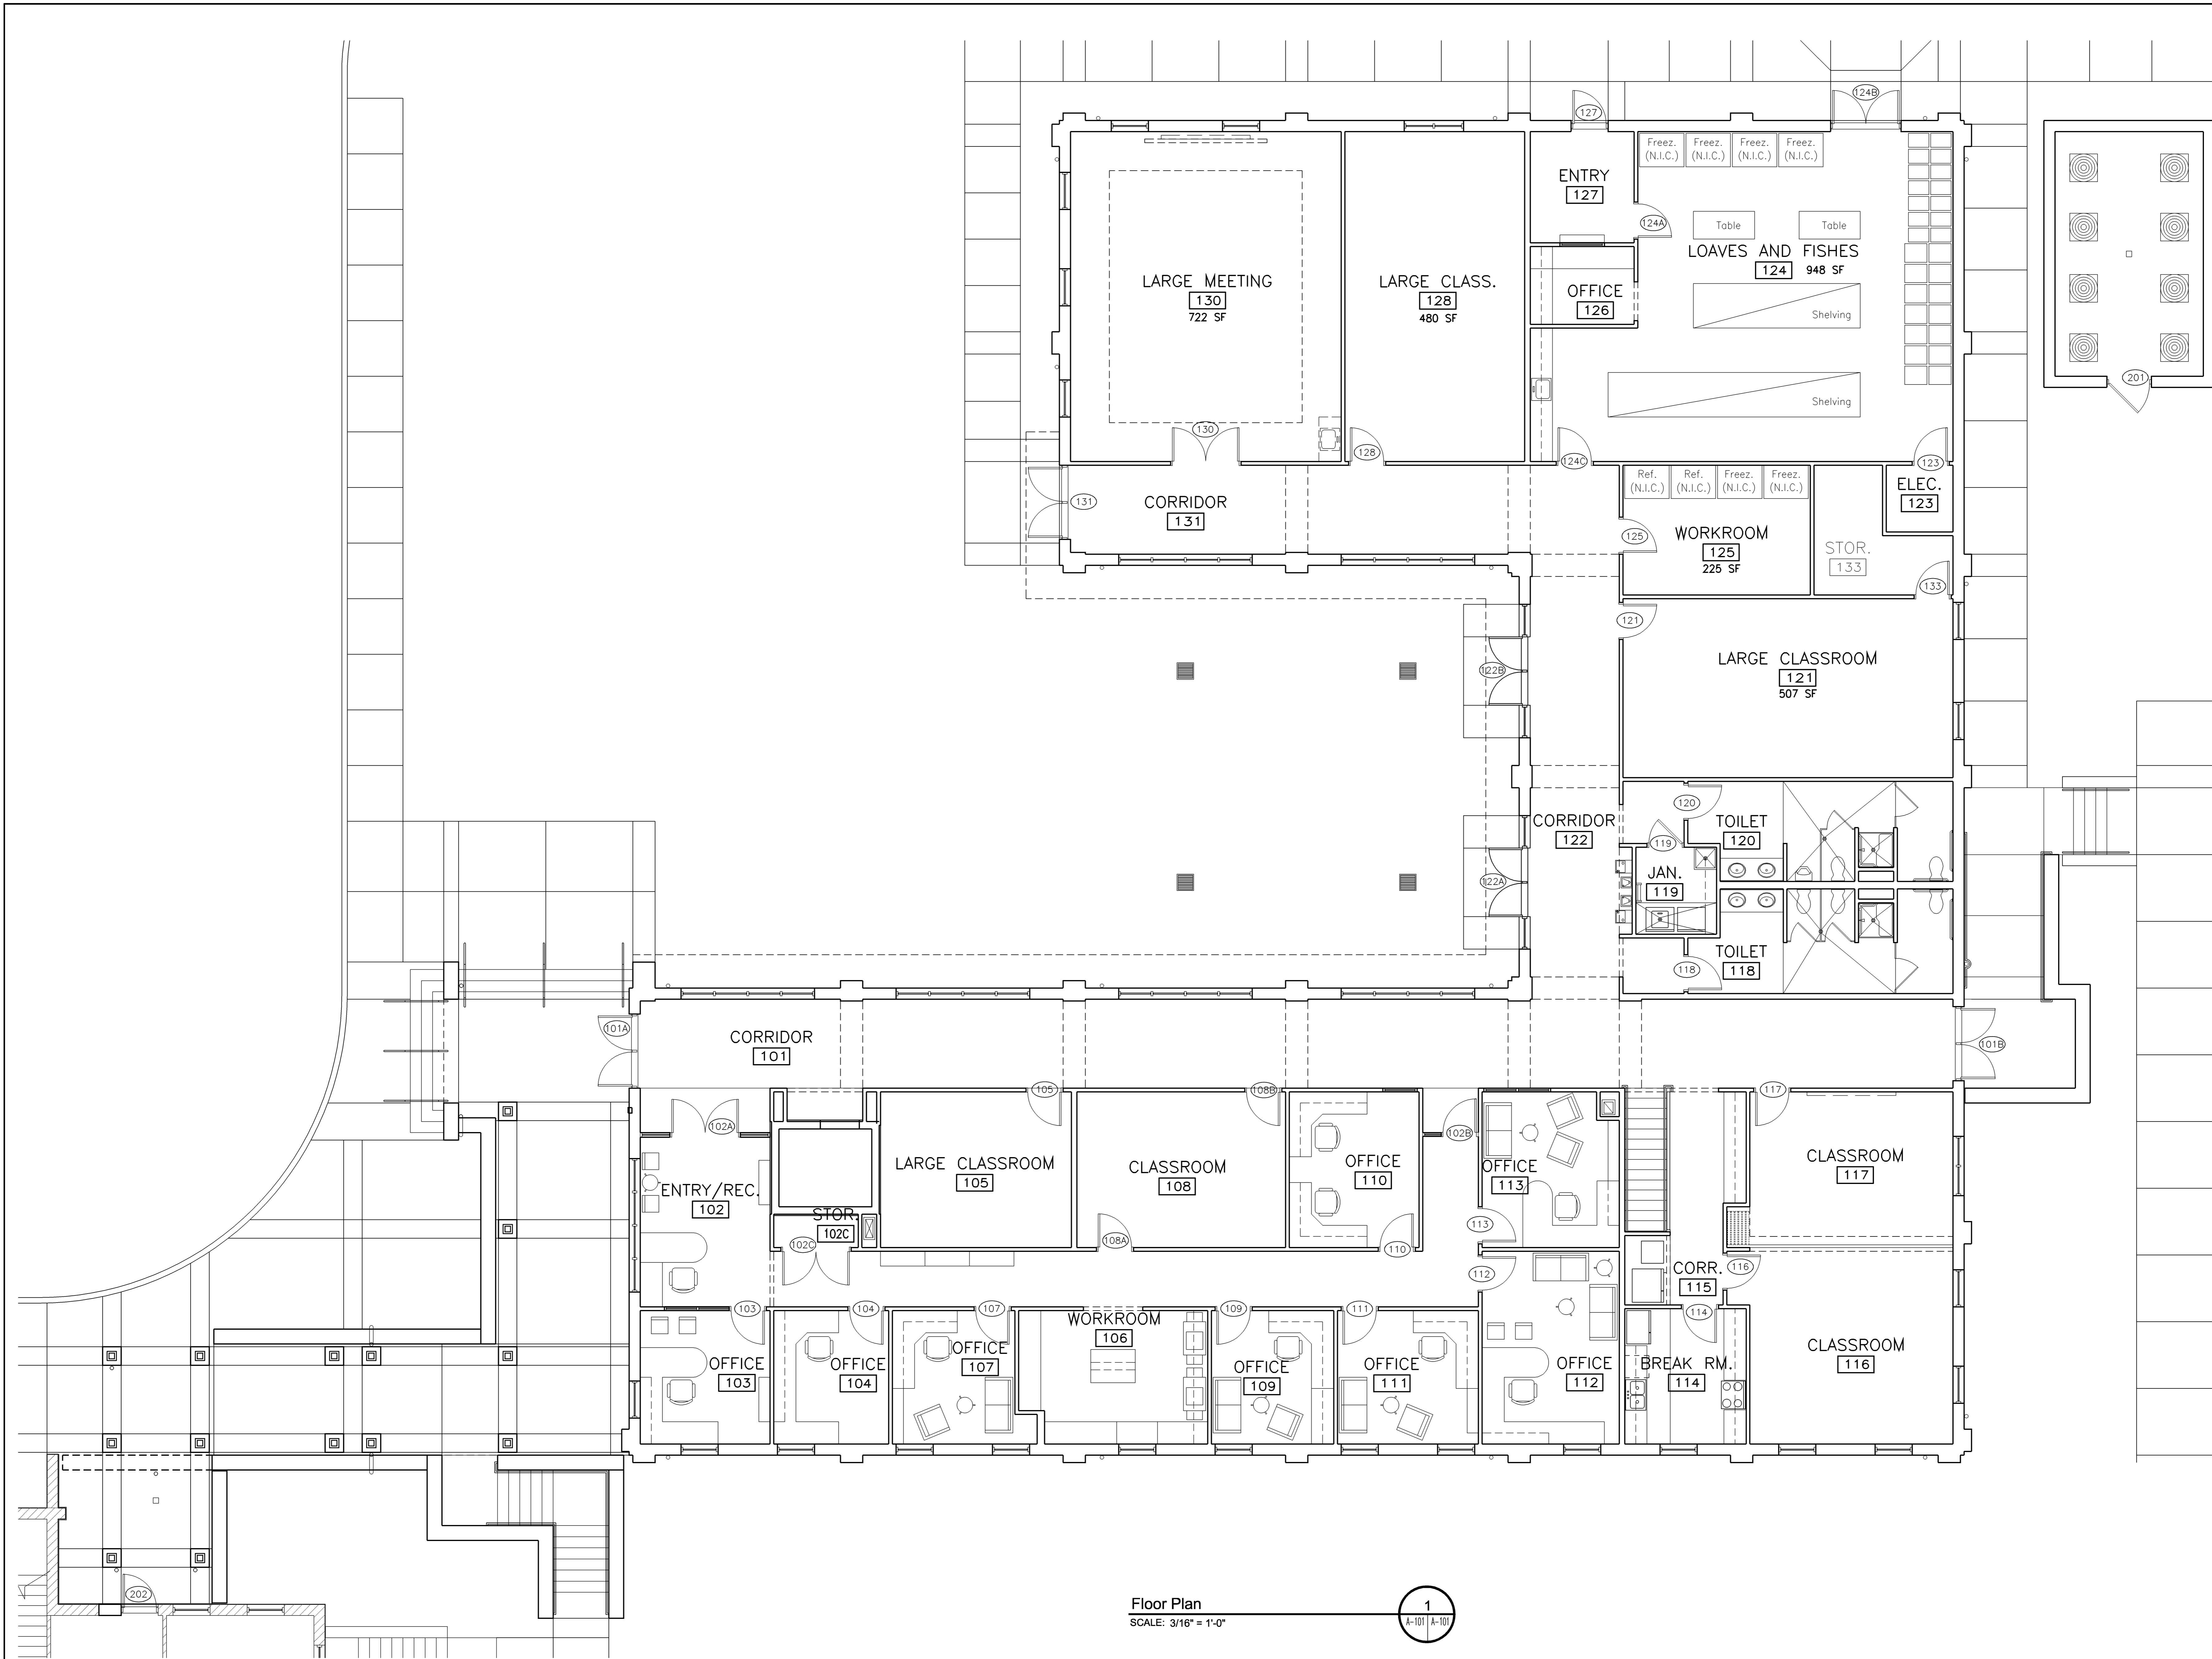 124B
127
Freez.
(N.I.C.)
Freez.
(N.I.C.)
Freez.
(N.I.C.)
Freez.
(N.I.C.)
ENTRY
127
124A
Table
Table
LOAVES AND FISHES
124 948 SF
LARGE MEETING
130
722 SF
LARGE CLASS.
128
480 SF
OFFICE
126
Shelving
201
Shelving
130
128
124C
123
Ref.
(N.I.C.)
Ref.
(N.I.C.)
Freez.
(N.I.C.)
Freez.
(N.I.C.)
ELEC.
123
131
CORRIDOR
131
125
WORKROOM
125
225 SF
STOR.
133
133
121
122B
LARGE CLASSROOM
121
507 SF
120
CORRIDOR
122
TOILET
120
119
122A
JAN.
119
TOILET
118
118
101A
CORRIDOR
101
101B
105
108B
117
102A
102B
LARGE CLASSROOM
105
CLASSROOM
108
OFFICE
110
OFFICE
113
CLASSROOM
117
ENTRY/REC.
102
STOR.
102C
102C
108A
110
113
112
CORR.
115
116
103
104
107
109
111
114
WORKROOM
106
OFFICE
103
OFFICE
104
OFFICE
107
OFFICE
109
OFFICE
111
OFFICE
112
BREAK RM.
114
CLASSROOM
116
202
Floor Plan
SCALE: 3/16" = 1'-0"
1
A-101 A-101